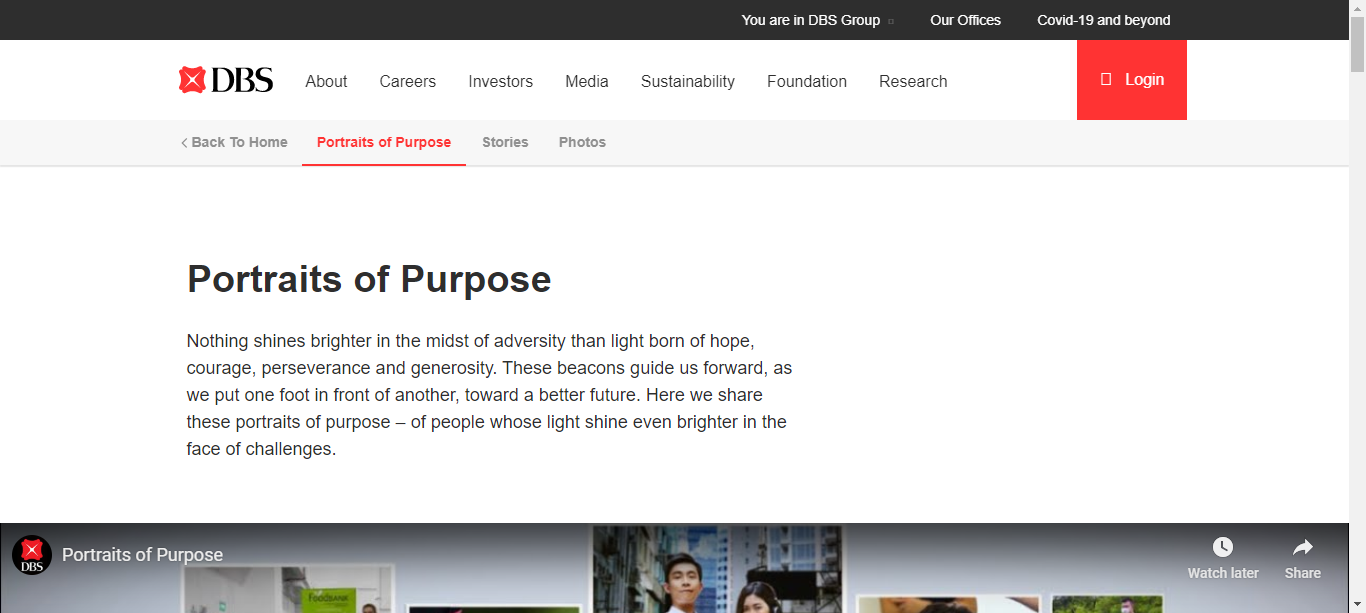 You are in DBS Group Our Offices Covid-19 and beyond
DBS About Careers Investors Media Sustainability Foundation Research Login
Back To Home Portraits of Purpose Stories Photos
Portraits of Purpose
Nothing shines brighter in the midst of adversity than light born of hope,
courage, perseverance and generosity. These beacons guide us forward, as
we put one foot in front of another, toward a better future. Here we share
these portraits of purpose – of people whose light shine even brighter in the
face of challenges.
DBS Portraits of Purpose
Watch later Share
FOODBANK